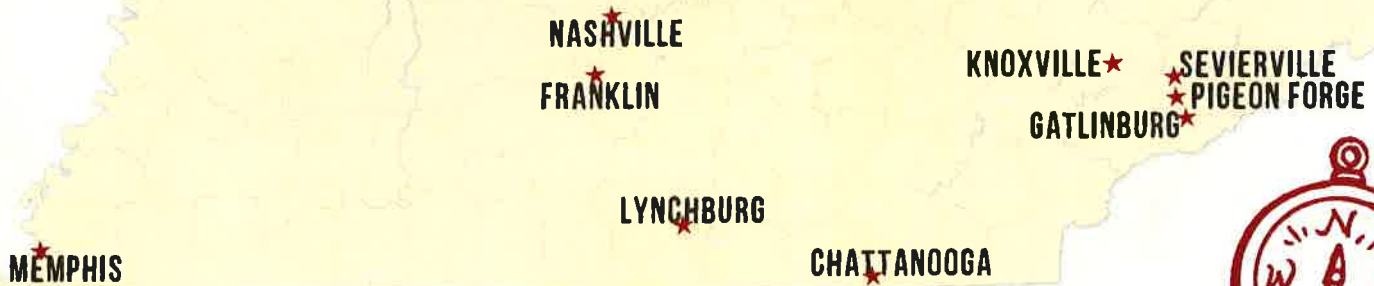 NASHVILLE
FRANKLIN
KNOXVILLE
SEVIERVILLE
PIGEON FORGE
GATLINBURG
LYNCHBURG
MEMPHIS
CHATTANOOGA
N
W